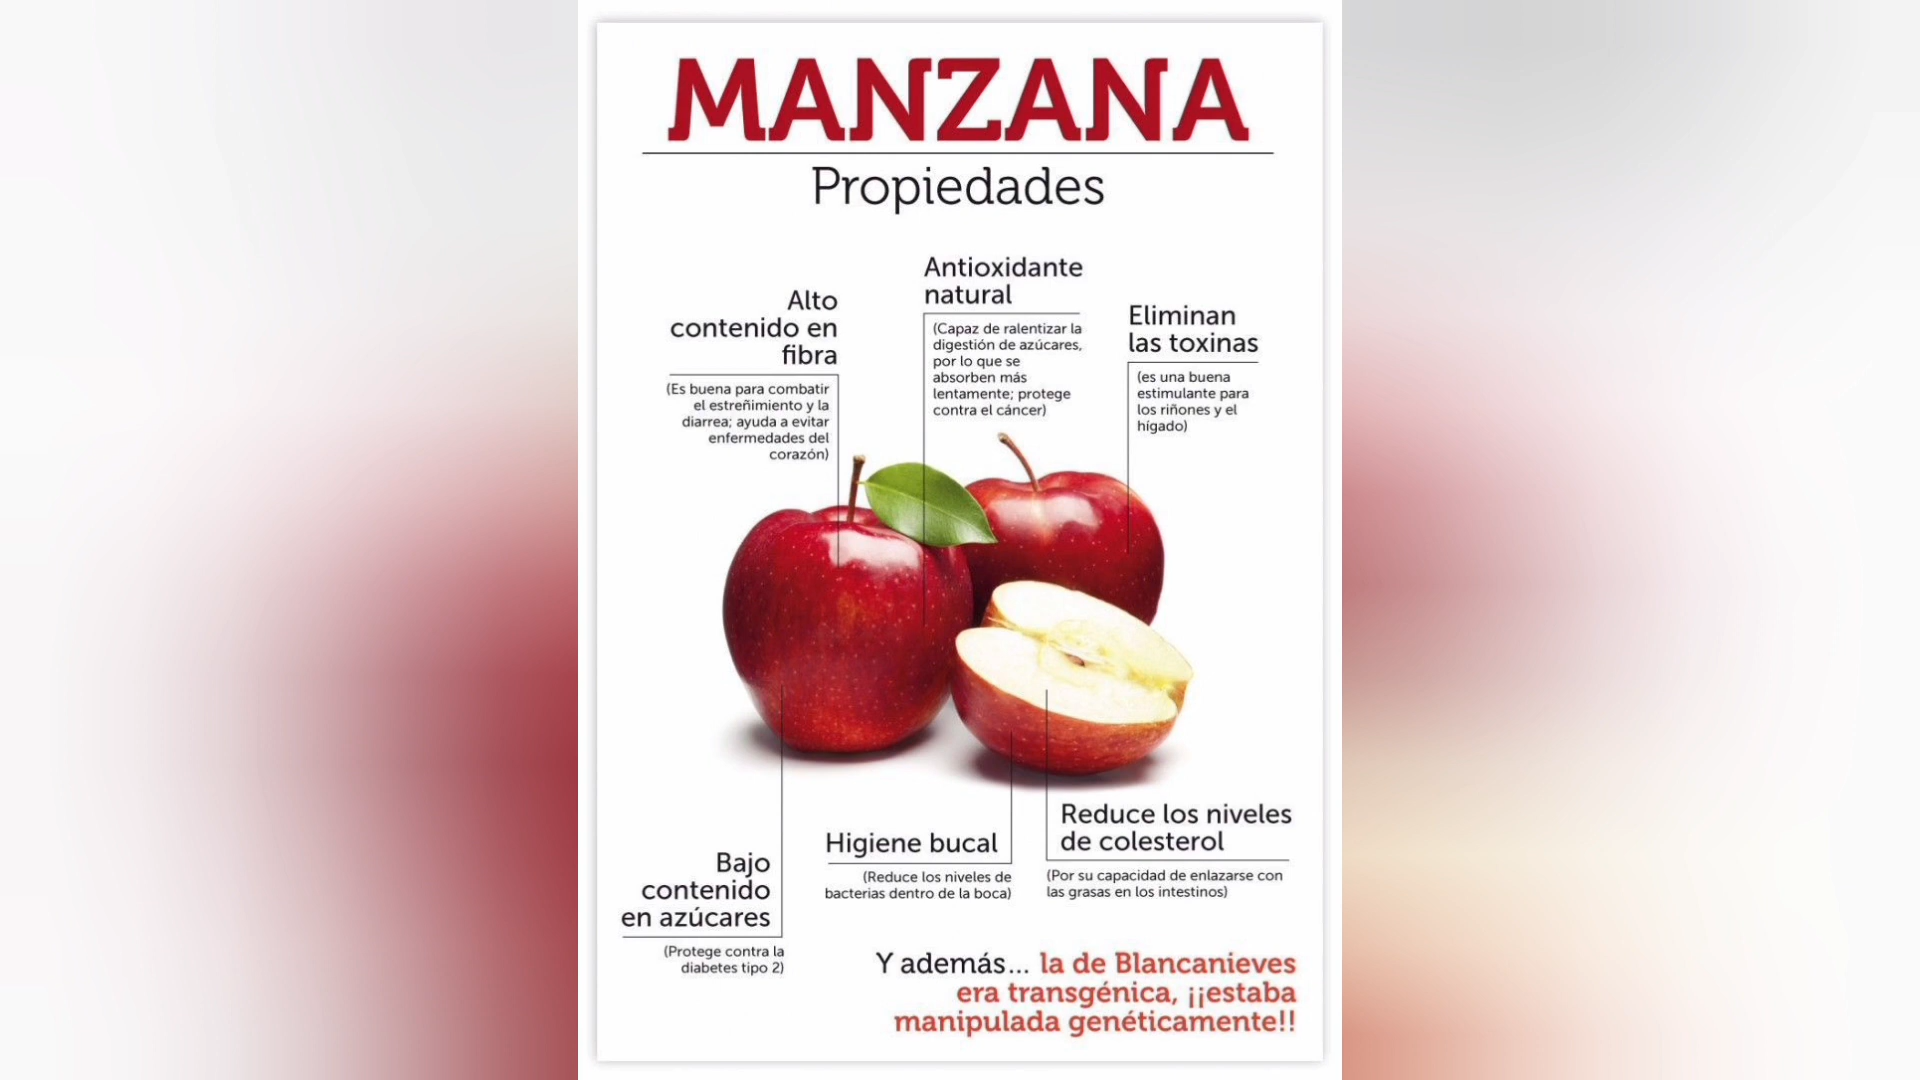 MANZANA
Propiedades
Alto
contenido en
fibra
(Es buena para combatir
el estreñimiento y la
diarrea; ayuda a evitar
enfermedades del
corazón)
Antioxidante
natural
(Capaz de ralentizar la
digestión de azúcares,
por lo que se
absorben más
lentamente; protege
contra el cáncer)
Eliminan
las toxinas
(es una buena
estimulante para
los riñones y el
hígado)
Bajo
contenido
en azúcares
(Protege contra la
diabetes tipo 2)
Higiene bucal
(Reduce los niveles de
bacterias dentro de la boca)
Reduce los niveles
de colesterol
(Por su capacidad de enlazarse con
las grasas en los intestinos)
Y además... la de Blancanieves
era transgénica, ¡¡estaba
manipulada genéticamente!!